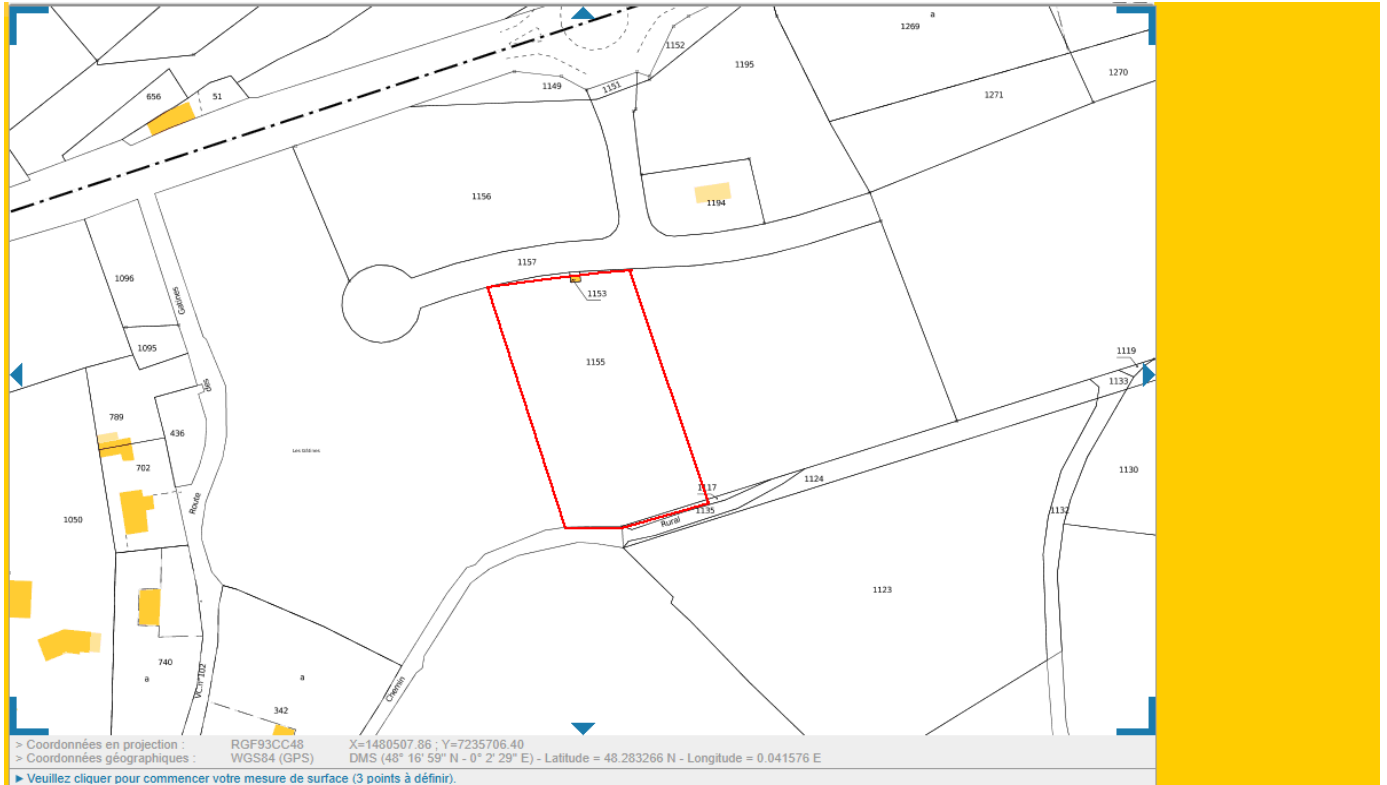 a
1269
1152
1195
1270
1149
1151
1271
656
51
1156
1194
1157
1096
Gatines
1153
1095
1155
1119
1133
des
789
436
702
1130
Route
1117
1124
1135
Rural
1132
1050
1123
740
a
a
VC n°102
Chemin
342
> Coordonnées en projection : RGF93CC48 X=1480507.86 ; Y=7235706.40
> Coordonnées géographiques : WGS84 (GPS) DMS (48° 16' 59" N - 0° 2' 29" E) - Latitude = 48.283266 N - Longitude = 0.041576 E
► Veuillez cliquer pour commencer votre mesure de surface (3 points à définir).